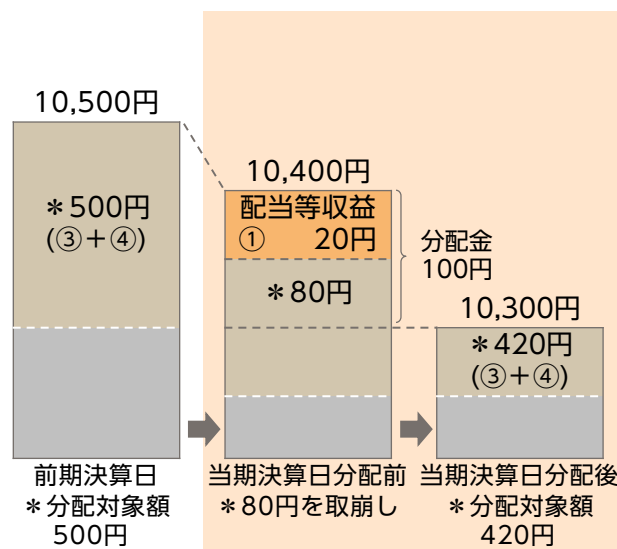 10,500円
＊500円
(③＋④)
10,400円
配当等収益
① 20円
＊80円
分配金
100円
10,300円
＊420円
(③＋④)
前期決算日
＊分配対象額
500円
当期決算日分配前
＊80円を取崩し
当期決算日分配後
＊分配対象額
420円